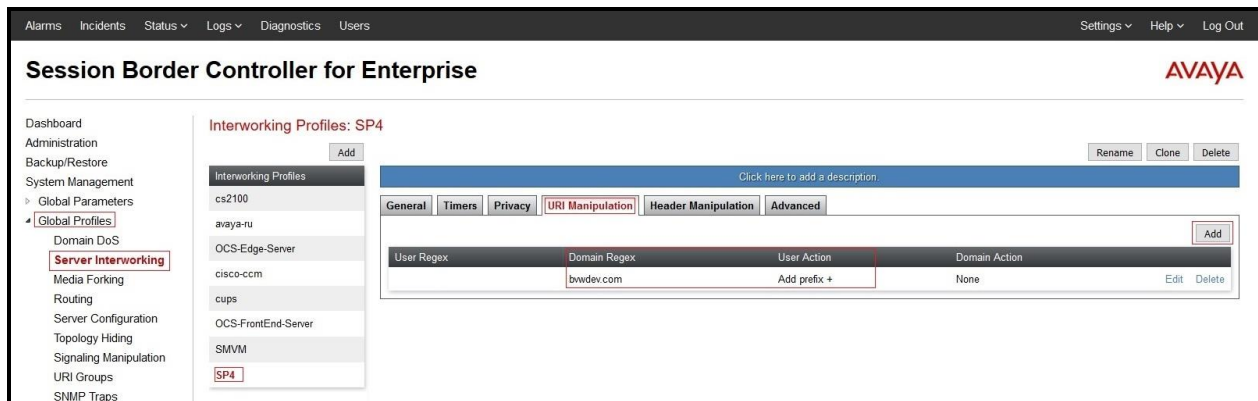 Alarms Incidents Status Logs Diagnostics Users Settings Help Log Out
Session Border Controller for Enterprise
AVAYA
Dashboard
Administration
Backup/Restore
System Management
Global Parameters
Global Profiles
Domain DoS
Server Interworking
Media Forking
Routing
Server Configuration
Topology Hiding
Signaling Manipulation
URI Groups
SNMP Traps
Interworking Profiles: SP4
Add
Rename Clone Delete
Interworking Profiles
cs2100
avaya-ru
OCS-Edge-Server
cisco-ccm
cups
OCS-FrontEnd-Server
SMVM
SP4
Click here to add a description.
General Timers Privacy URI Manipulation Header Manipulation Advanced
Add
User Regex Domain Regex User Action Domain Action
bvwdev.com Add prefix + None Edit Delete